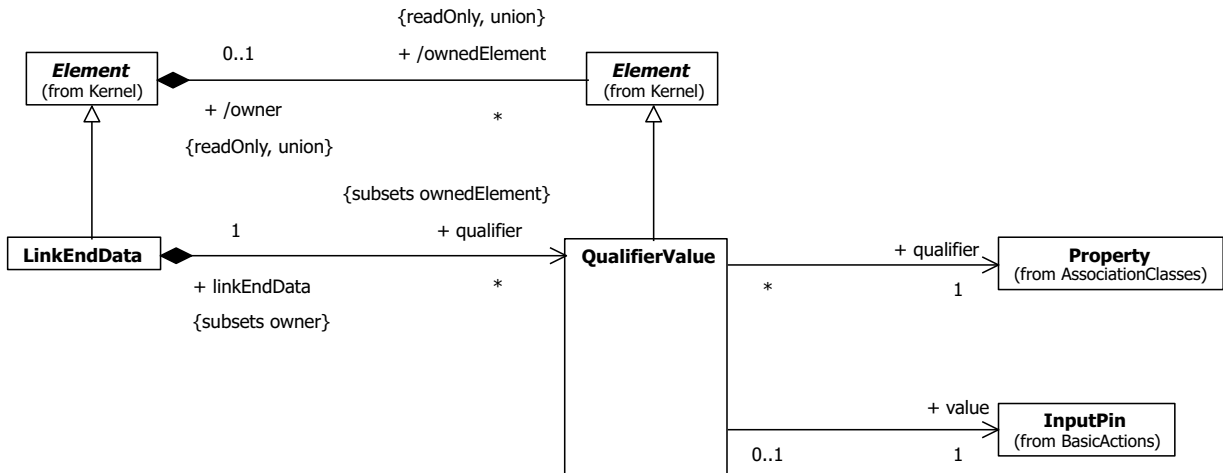 {readOnly, union}
0..1
+ /ownedElement
Element
(from Kernel)
Element
(from Kernel)
+ /owner
*
{readOnly, union}
{subsets ownedElement}
1
+ qualifier
LinkEndData
QualifierValue
+ qualifier
Property
(from AssociationClasses)
+ linkEndData
*
*
1
{subsets owner}
+ value
InputPin
(from BasicActions)
0..1
1